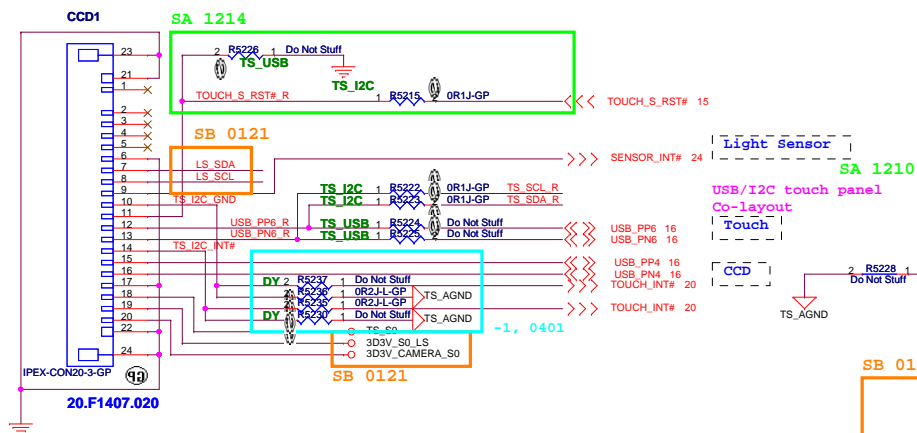 CCD1
SA 1214
23
2 R5226 1 Do Not Stuff
TS_USB
21
1
TS_I2C
TOUCH_S_RST#_R 1 R5215 2 0R1J-GP TOUCH_S_RST# 15
2
3
4
5
SB 0121
6
7 LS_SDA
8 LS_SCL
9
SENSOR_INT# 24
Light Sensor
SA 1210
10 TS_I2C_GND
11
TS_I2C 1 R5222 2 0R1J-GP TS_SCL_R
TS_I2C 1 R5223 2 0R1J-GP TS_SDA_R
USB/I2C touch panel
Co-layout
12 USB_PP6_R TS_USB 1 R5224 2 Do Not Stuff USB_PP6 16
Touch
13 USB_PN6_R TS_USB 1 R5225 2 Do Not Stuff USB_PN6 16
14 TS_I2C_INT#
15 USB_PP4 16
16 USB_PN4 16
CCD
17 DY 2 R5237 1 Do Not Stuff TOUCH_INT# 20
18 R5236 1 0R2J-L-GP TS_AGND
19 R5235 1 0R2J-L-GP TOUCH_INT# 20
20 DY R5230 1 Do Not Stuff TS_AGND
2 R5228 1 Do Not Stuff
TS_AGND
22 TS_S0
-1, 0401
3D3V_S0_LS
24 3D3V_CAMERA_S0
IPEX-CON20-3-GP
SB 0121
20.F1407.020
GP